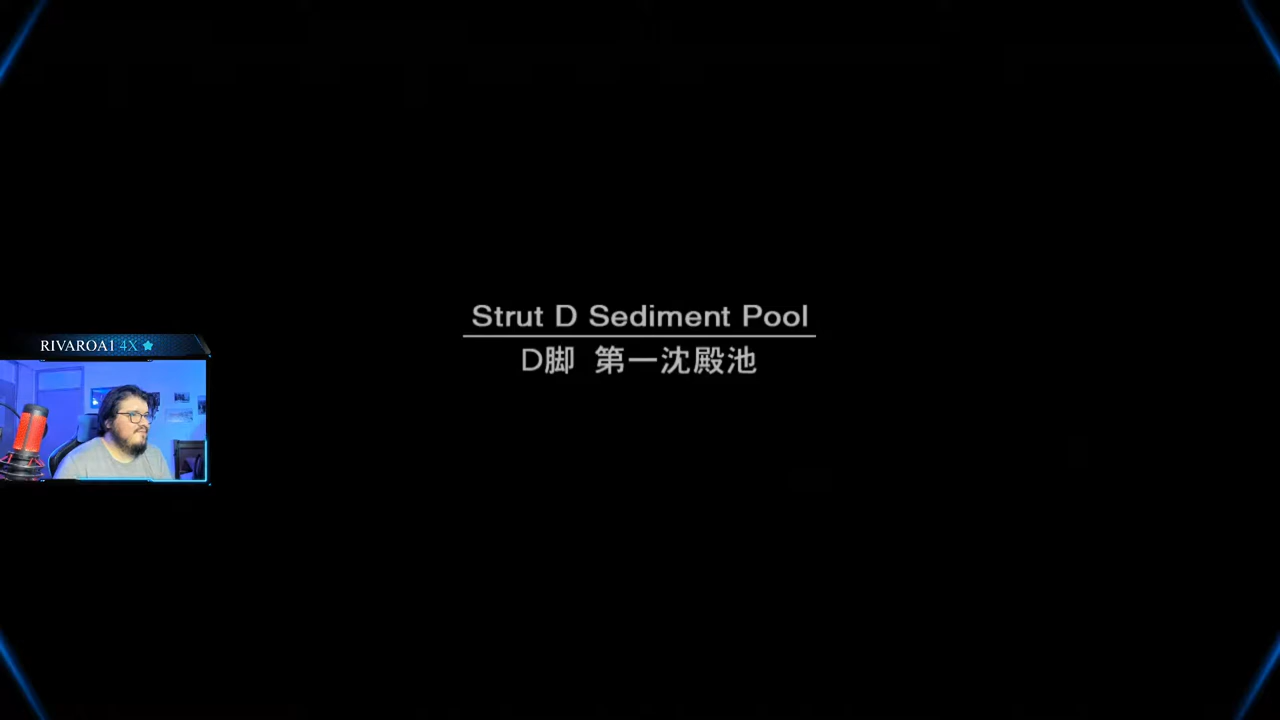 Strut D Sediment Pool
D脚 第一沈殿池
RIVAROA1 4X